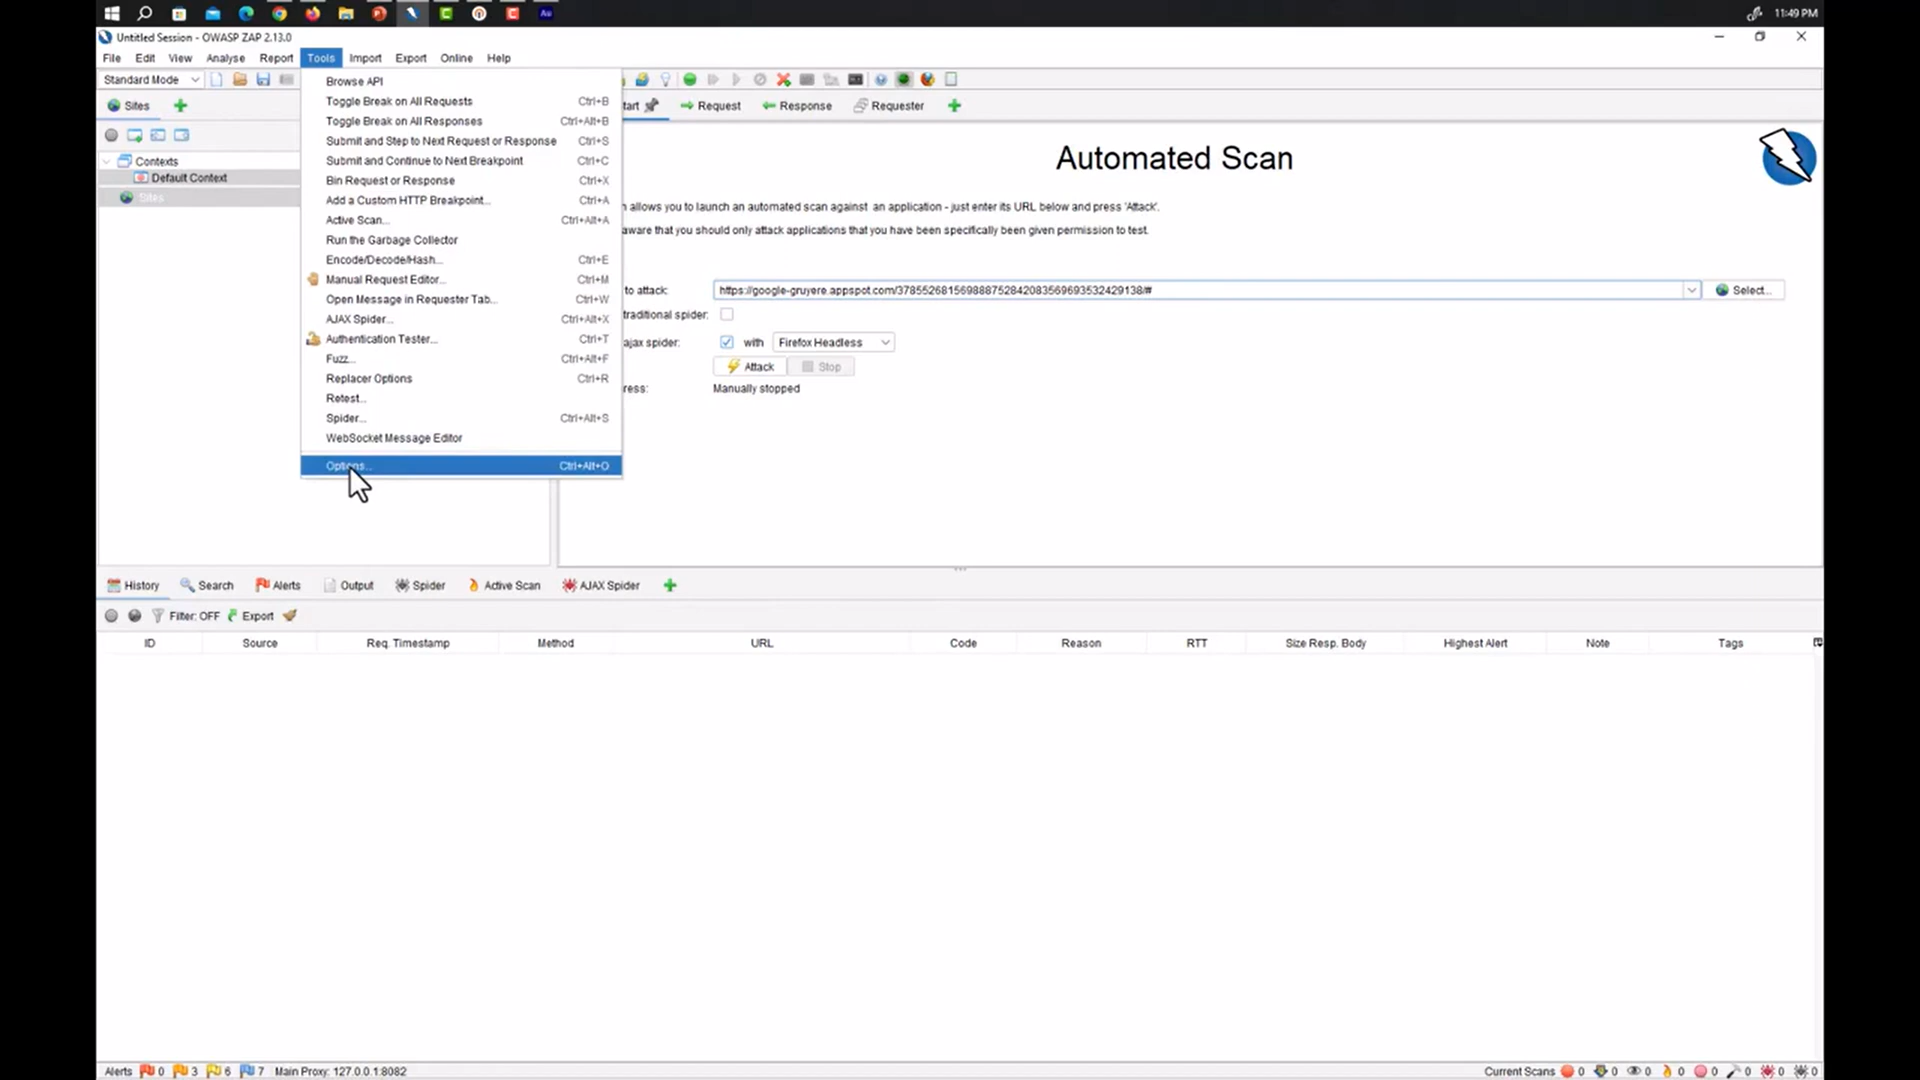 11:49 PM
Untitled Session - OWASP ZAP 2.13.0
File Edit View Analyse Report Tools Import Export Online Help
Standard Mode
Sites
Contexts
Default Context
Sites
Browse API
Toggle Break on All Requests Ctrl+B
Toggle Break on All Responses Ctrl+Alt+B
Submit and Step to Next Request or Response Ctrl+S
Submit and Continue to Next Breakpoint Ctrl+C
Bin Request or Response Ctrl+X
Add a Custom HTTP Breakpoint... Ctrl+A
Active Scan... Ctrl+Alt+A
Run the Garbage Collector
Encode/Decode/Hash... Ctrl+E
Manual Request Editor... Ctrl+M
Open Message in Requester Tab... Ctrl+W
AJAX Spider... Ctrl+Alt+X
Authentication Tester... Ctrl+T
Fuzz... Ctrl+Alt+F
Replacer Options Ctrl+R
Retest...
Spider... Ctrl+Alt+S
WebSocket Message Editor
Options... Ctrl+Alt+O
tart Request Response Requester
Automated Scan
n allows you to launch an automated scan against an application - just enter its URL below and press 'Attack'.
aware that you should only attack applications that you have been specifically been given permission to test.
to attack: Select...
traditional spider:
ajax spider: with Firefox Headless
Attack Stop
ress: Manually stopped
History Search Alerts Output Spider Active Scan AJAX Spider
Filter: OFF Export
ID Source Req. Timestamp Method URL Code Reason RTT Size Resp. Body Highest Alert Note Tags
Alerts 0 3 6 7 Main Proxy: 127.0.0.1:8082 Current Scans 0 0 0 0 0 0 0 0